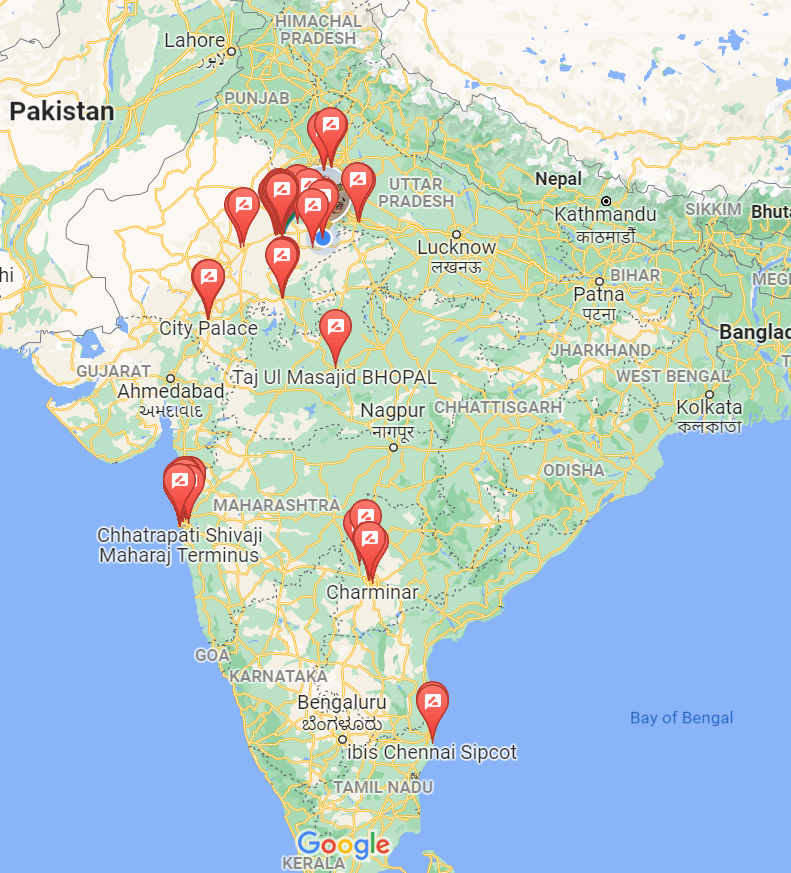 HIMACHAL
PRADESH
Lahore
لاہور
PUNJAB
Pakistan
UTTAR
PRADESH
Nepal
Kathmandu
काठमाडौँ
SIKKIM
Bhuta
Lucknow
लखनऊ
hi
BIHAR
Patna
पटना
MEG
City Palace
Banglad
JHARKHAND
GUJARAT
Taj Ul Masajid BHOPAL
WEST BENGAL
Ahmedabad
અમદાવાદ
Nagpur
नागपूर
CHHATTISGARH
Kolkata
কলকাতা
ODISHA
MAHARASHTRA
Chhatrapati Shivaji
Maharaj Terminus
Charminar
GOA
KARNATAKA
Bengaluru
ಬೆಂಗಳೂರು
Bay of Bengal
ibis Chennai Sipcot
TAMIL NADU
Google
KERALA